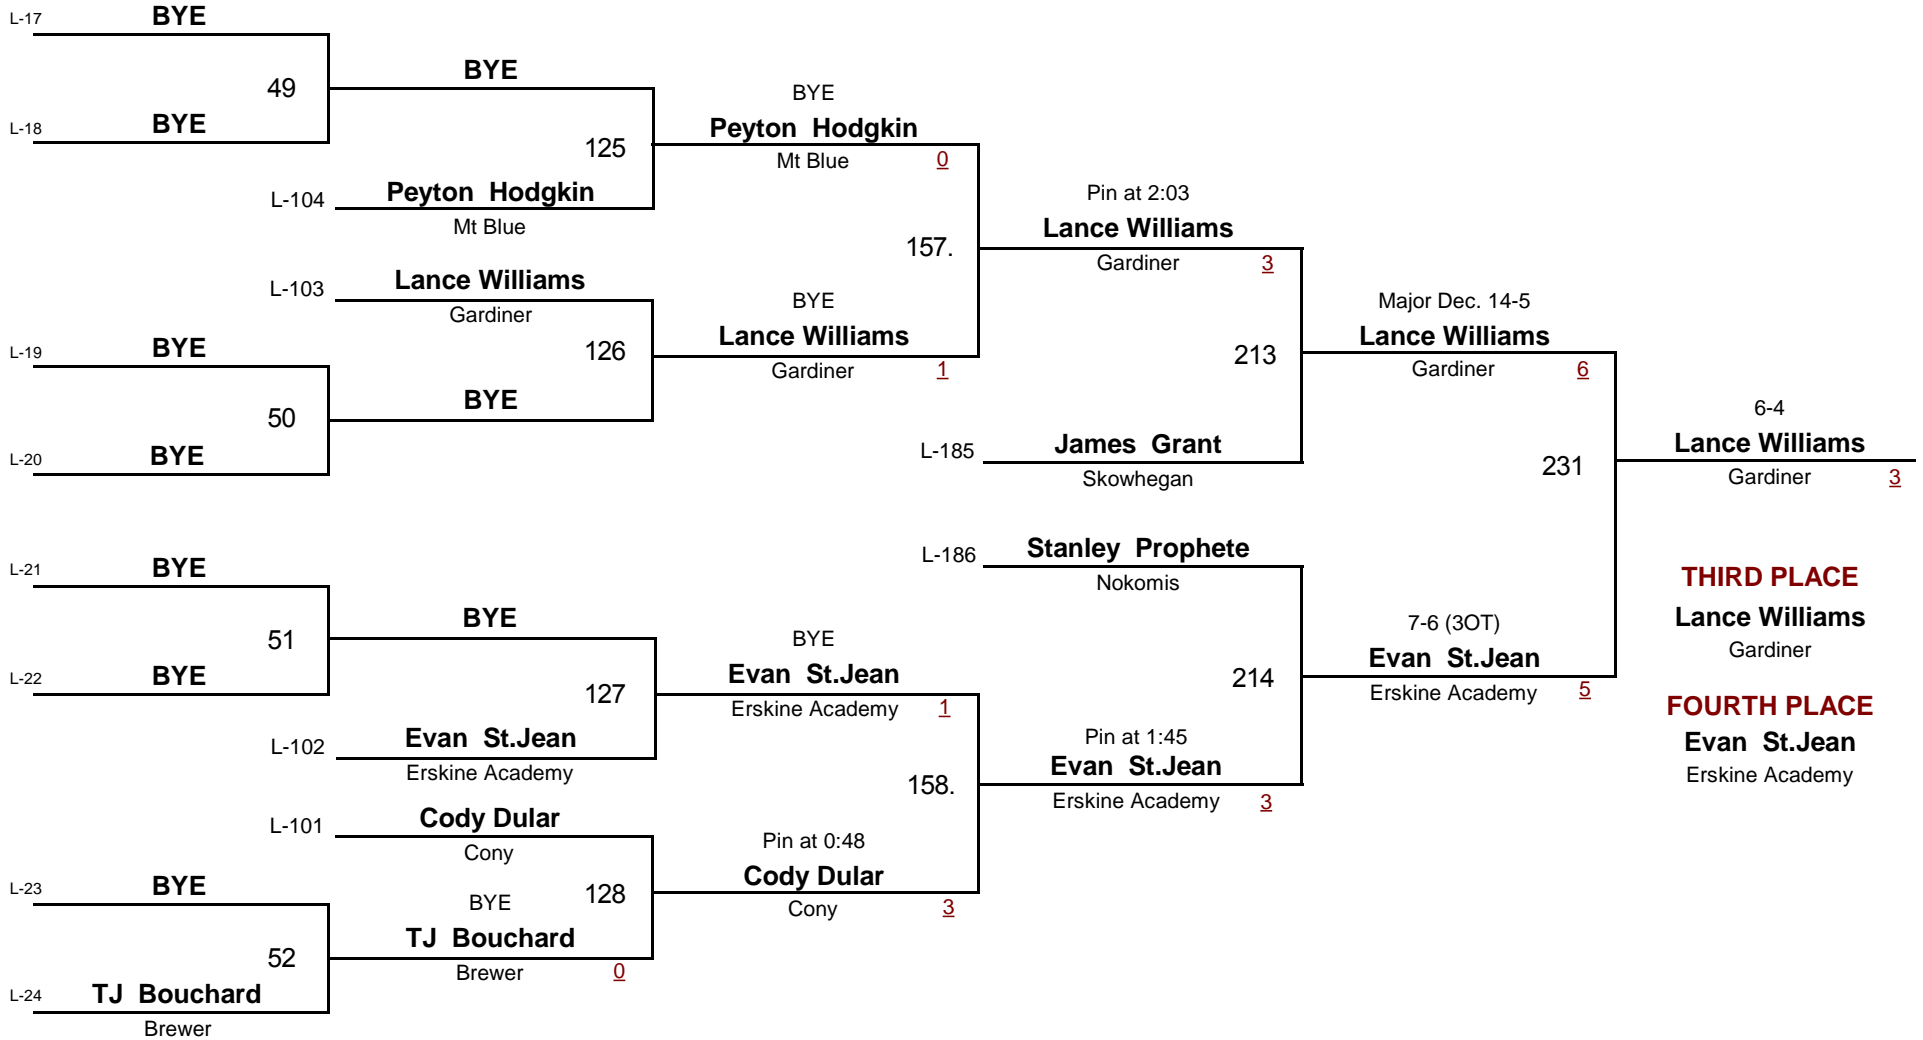 L-17 BYE
49
L-18 BYE
BYE
125
L-104 Peyton Hodgkin
Mt Blue
BYE
Peyton Hodgkin
Mt Blue 0
L-103 Lance Williams
Gardiner
126
L-19 BYE
50
L-20 BYE
BYE
BYE
Lance Williams
Gardiner 1
157.
Pin at 2:03
Lance Williams
Gardiner 3
213
L-185 James Grant
Skowhegan
Major Dec. 14-5
Lance Williams
Gardiner 6
231
6-4
Lance Williams
Gardiner 3
L-21 BYE
51
L-22 BYE
BYE
127
L-102 Evan St.Jean
Erskine Academy
BYE
Evan St.Jean
Erskine Academy 1
L-101 Cody Dular
Cony
128
L-23 BYE
52
L-24 TJ Bouchard
Brewer
BYE
TJ Bouchard
Brewer 0
Pin at 0:48
Cody Dular
Cony 3
158.
L-186 Stanley Prophete
Nokomis
214
Pin at 1:45
Evan St.Jean
Erskine Academy 3
7-6 (3OT)
Evan St.Jean
Erskine Academy 5
THIRD PLACE
Lance Williams
Gardiner
FOURTH PLACE
Evan St.Jean
Erskine Academy